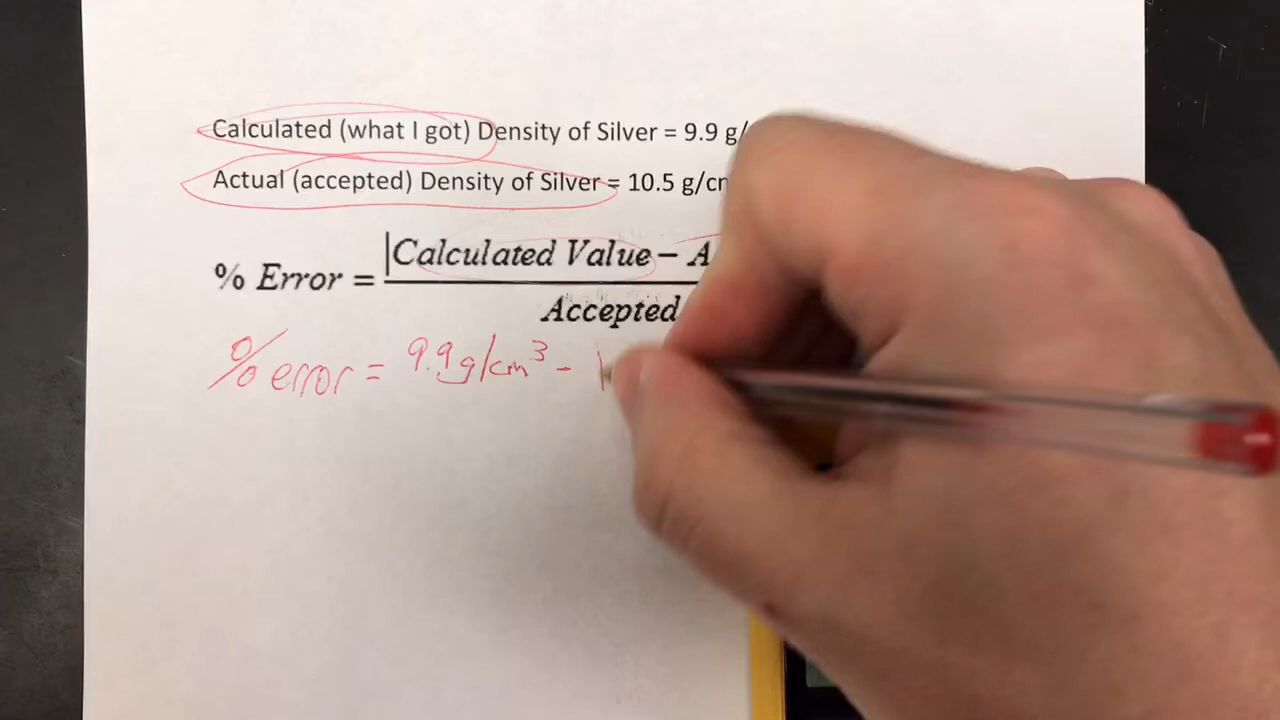 Calculated (what I got) Density of Silver = 9.9 g/
Actual (accepted) Density of Silver = 10.5 g/cm
% Error = |Calculated Value − A
Accepted
% error = 9.9 g/cm³ - 1